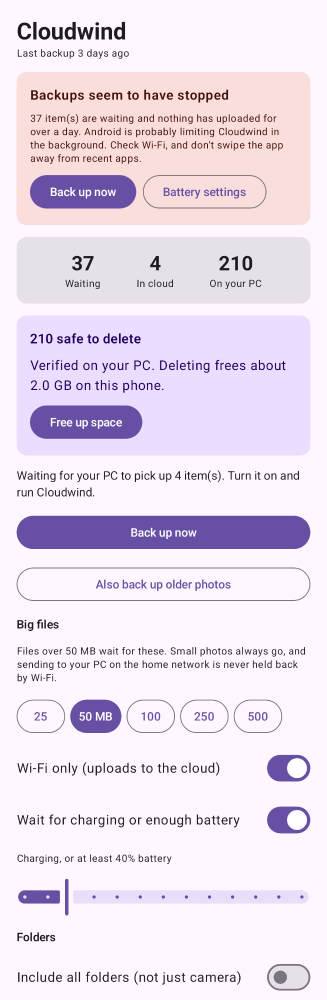 Cloudwind
Last backup 3 days ago
Backups seem to have stopped
37 item(s) are waiting and nothing has uploaded for
over a day. Android is probably limiting Cloudwind in
the background. Check Wi-Fi, and don't swipe the app
away from recent apps.
Back up now
Battery settings
37
4
210
Waiting
In cloud
On your PC
210 safe to delete
Verified on your PC. Deleting frees about
2.0 GB on this phone.
Free up space
Waiting for your PC to pick up 4 item(s). Turn it on and
run Cloudwind.
Back up now
Also back up older photos
Big files
Files over 50 MB wait for these. Small photos always go, and
sending to your PC on the home network is never held back
by Wi-Fi.
25
50 MB
100
250
500
Wi-Fi only (uploads to the cloud)
Wait for charging or enough battery
Charging, or at least 40% battery
Folders
Include all folders (not just camera)